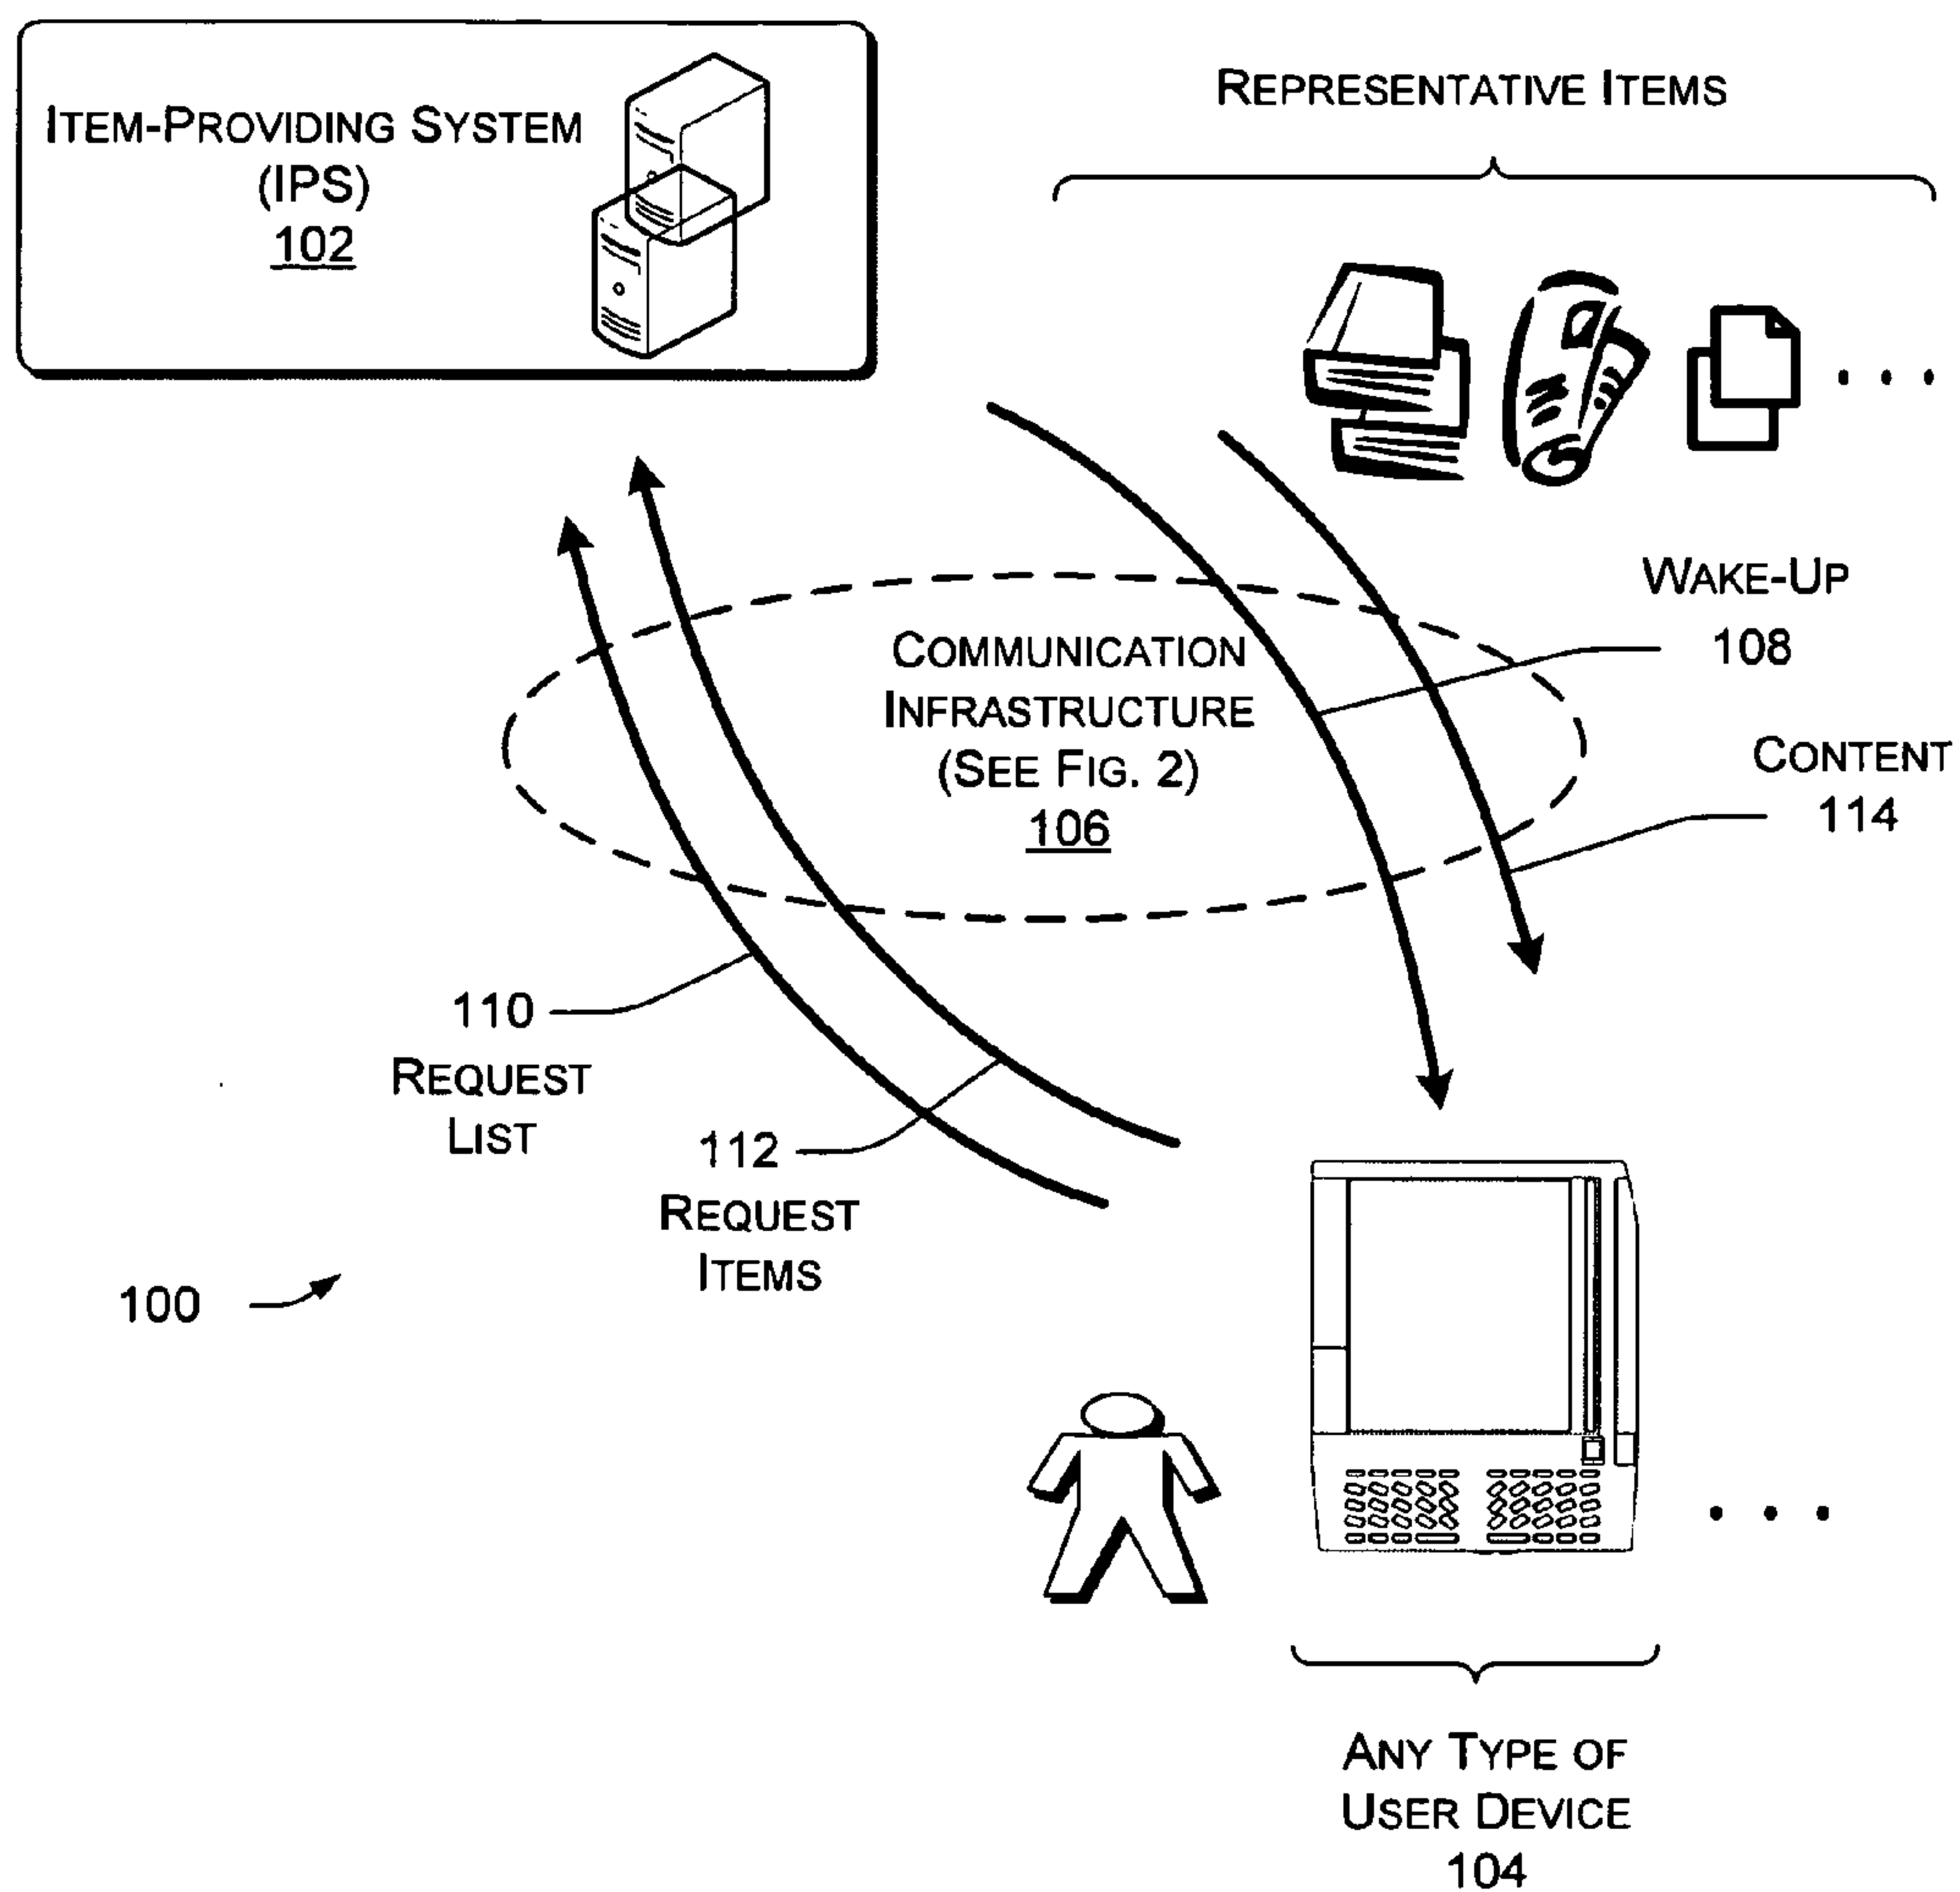 ITEM-PROVIDING SYSTEM
(IPS)
102
REPRESENTATIVE ITEMS
. . .
WAKE-UP
108
COMMUNICATION
INFRASTRUCTURE
(SEE FIG. 2)
106
CONTENT
114
110
REQUEST
LIST
112
REQUEST
ITEMS
100
. . .
ANY TYPE OF
USER DEVICE
104